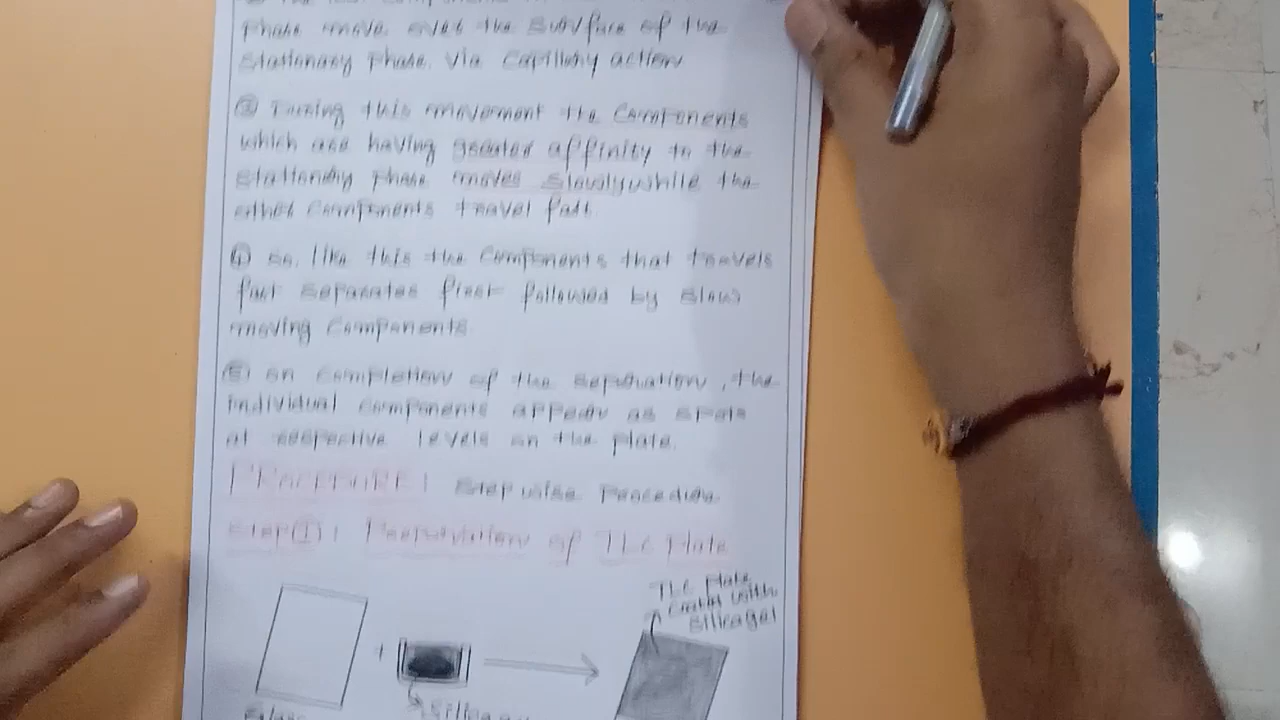 Phase move over the surface of the
stationary phase. via capillary action
③ During this movement the components
which are having greater affinity to the
stationary phase moves slowly while the
other components travel fast.
④ so. like this the components that travels
fast separates first followed by slow
moving components.
⑤ on completion of the separation, the
individual components appear as spots
at respective levels on the plate.
PROCEDURE: Step wise Procedure
Step ①: Preparation of TLC Plate
TLC Plate
coated with
silica gel
+
Glass